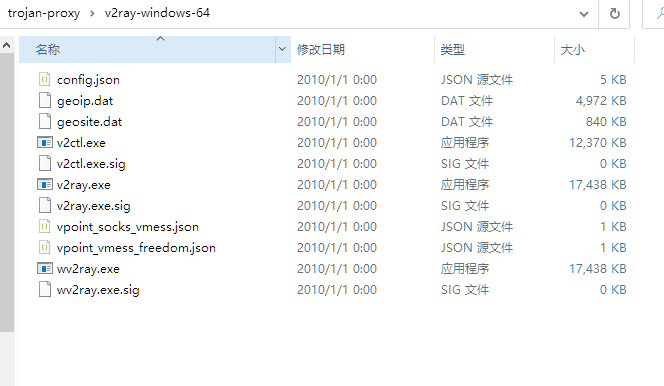 trojan-proxy > v2ray-windows-64
名称 修改日期 类型 大小
config.json 2010/1/1 0:00 JSON 源文件 5 KB
geoip.dat 2010/1/1 0:00 DAT 文件 4,972 KB
geosite.dat 2010/1/1 0:00 DAT 文件 840 KB
v2ctl.exe 2010/1/1 0:00 应用程序 12,370 KB
v2ctl.exe.sig 2010/1/1 0:00 SIG 文件 0 KB
v2ray.exe 2010/1/1 0:00 应用程序 17,438 KB
v2ray.exe.sig 2010/1/1 0:00 SIG 文件 0 KB
vpoint_socks_vmess.json 2010/1/1 0:00 JSON 源文件 1 KB
vpoint_vmess_freedom.json 2010/1/1 0:00 JSON 源文件 1 KB
wv2ray.exe 2010/1/1 0:00 应用程序 17,438 KB
wv2ray.exe.sig 2010/1/1 0:00 SIG 文件 0 KB